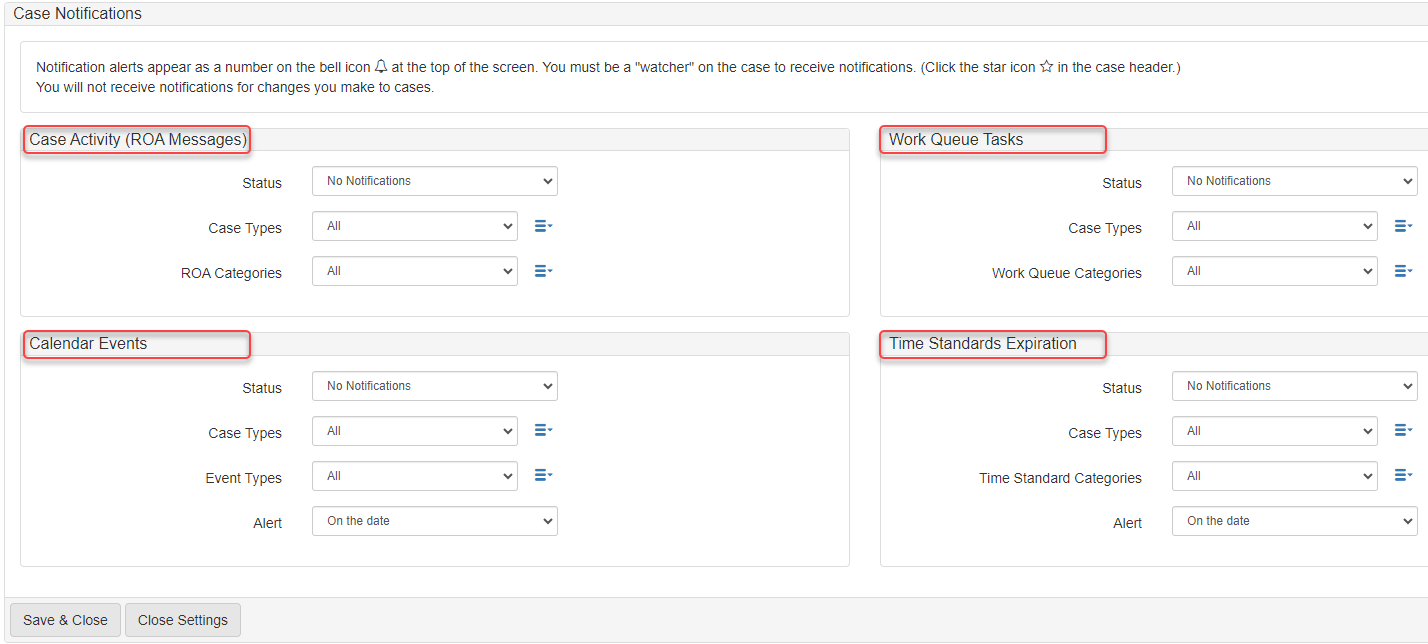 Case Notifications
Notification alerts appear as a number on the bell icon at the top of the screen. You must be a "watcher" on the case to receive notifications. (Click the star icon in the case header.)
You will not receive notifications for changes you make to cases.
Case Activity (ROA Messages)
Status No Notifications
Case Types All
ROA Categories All
Work Queue Tasks
Status No Notifications
Case Types All
Work Queue Categories All
Calendar Events
Status No Notifications
Case Types All
Event Types All
Alert On the date
Time Standards Expiration
Status No Notifications
Case Types All
Time Standard Categories All
Alert On the date
Save & Close Close Settings